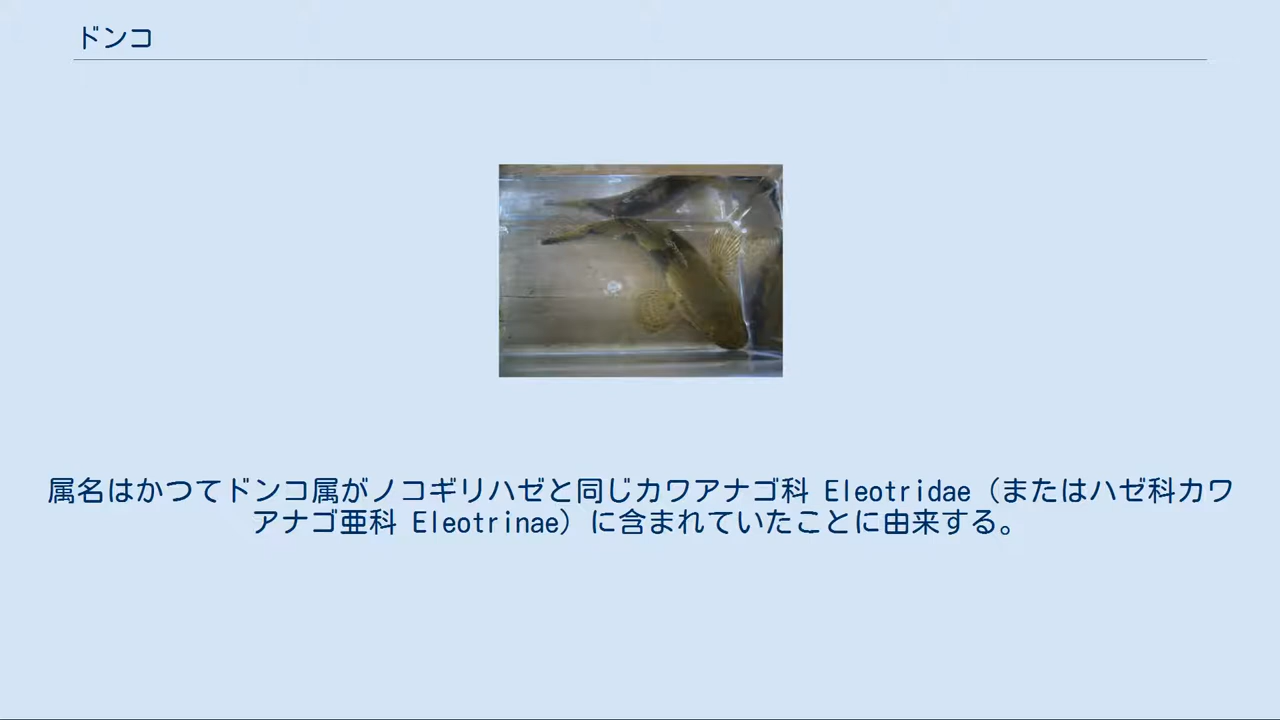 ドンコ
属名はかつてドンコ属がノコギリハゼと同じカワアナゴ科 Eleotridae（またはハゼ科カワ
アナゴ亜科 Eleotrinae）に含まれていたことに由来する。